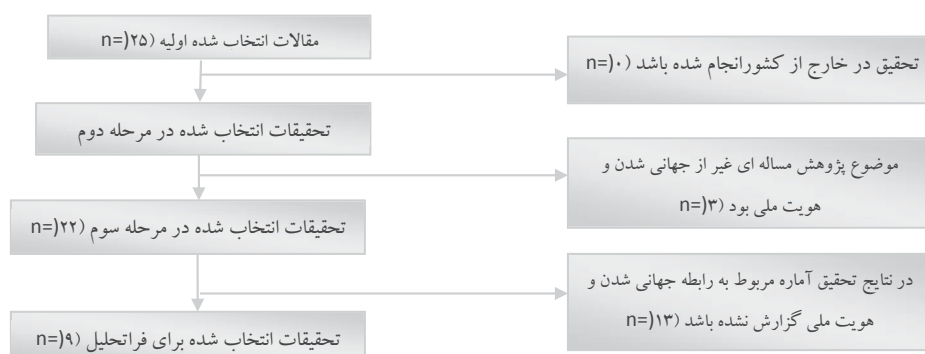 مقالات انتخاب شده اولیه (۲۵)=n
تحقیق در خارج از کشورانجام شده باشد (۰)=n
تحقیقات انتخاب شده در مرحله دوم
موضوع پژوهش مساله ای غیر از جهانی شدن و
هویت ملی بود (۳)=n
تحقیقات انتخاب شده در مرحله سوم (۲۲)=n
در نتایج تحقیق آماره مربوط به رابطه جهانی شدن و
هویت ملی گزارش نشده باشد (۱۳)=n
تحقیقات انتخاب شده برای فراتحلیل (۹)=n